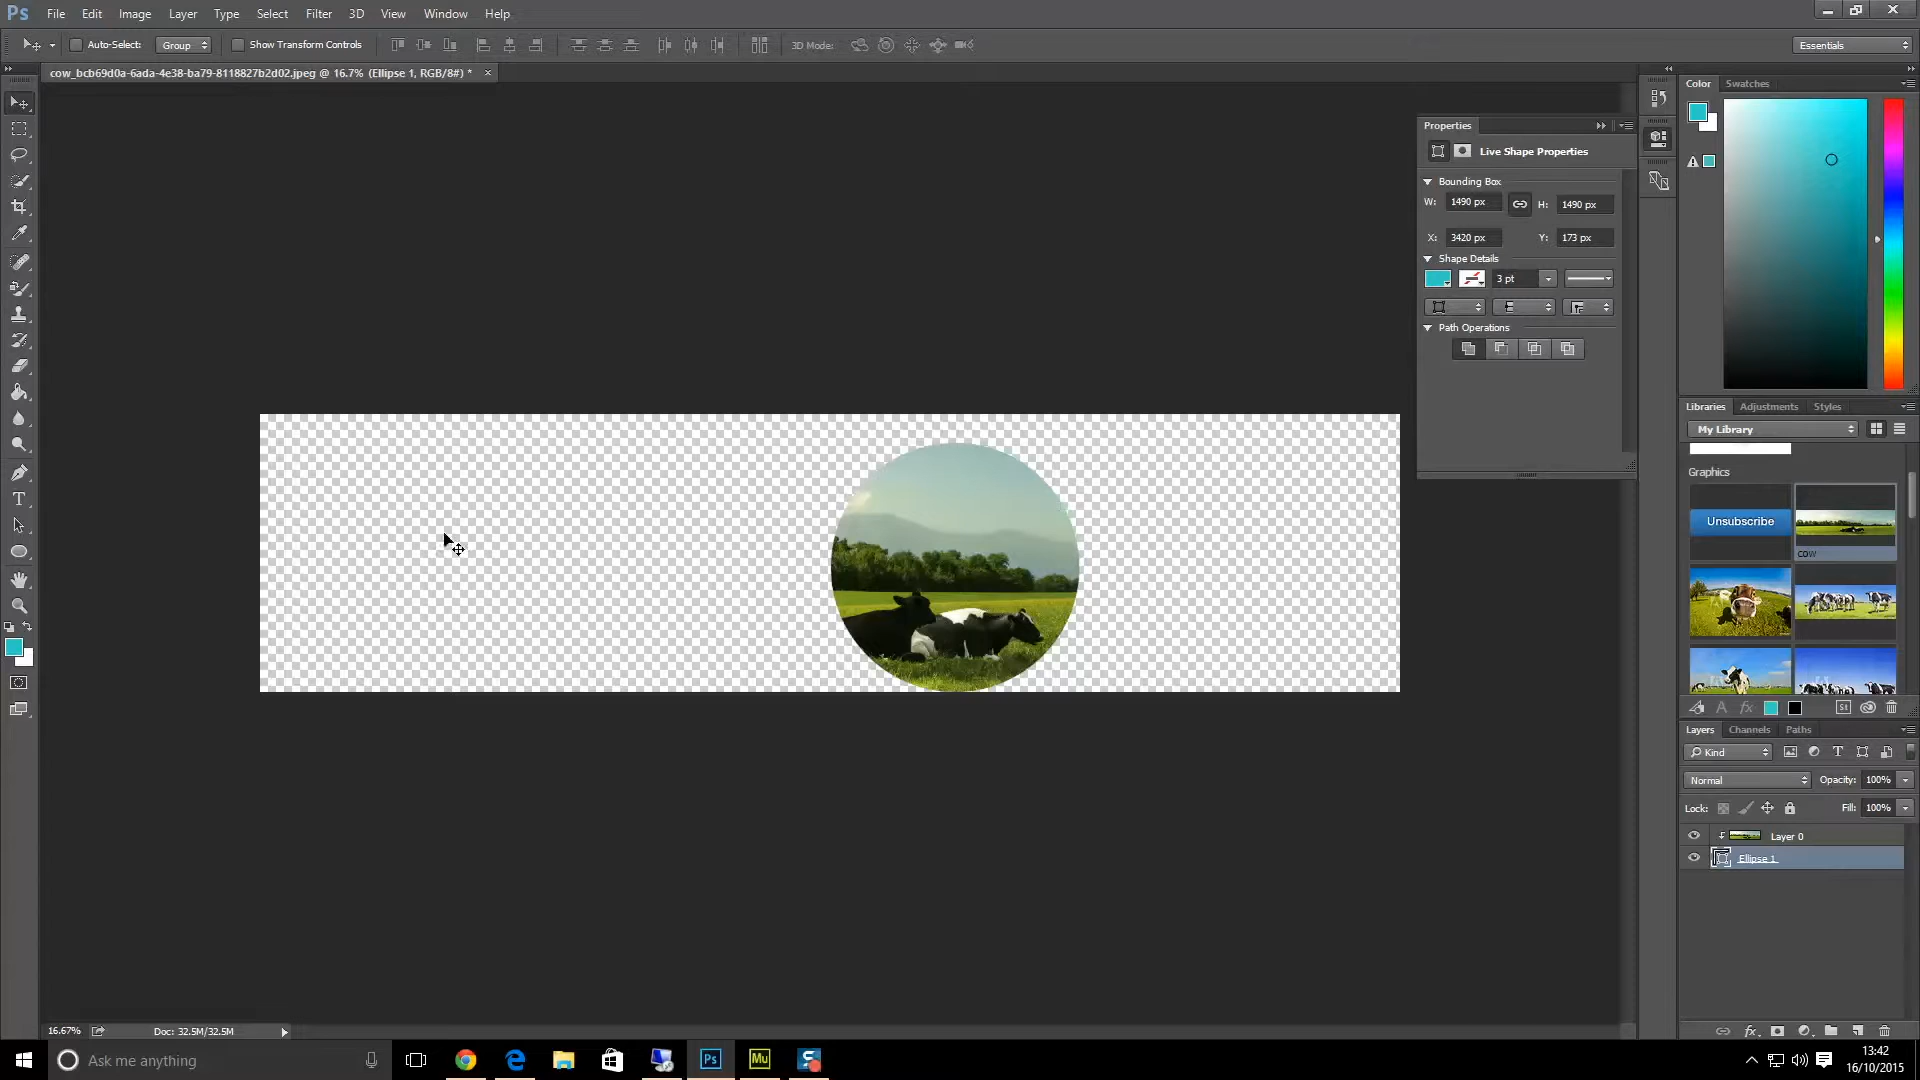 Ps File Edit Image Layer Type Select Filter 3D View Window Help
Auto-Select: Group Show Transform Controls 3D Mode: Essentials
cow_bcb69d0a-6ada-4e38-ba79-8118827b2d02.jpeg @ 16.7% (Ellipse 1, RGB/8#) *
Color Swatches
Properties
Live Shape Properties
Bounding Box
W: 1490 px H: 1490 px
X: 3420 px Y: 173 px
Shape Details
3 pt
Path Operations
Libraries Adjustments Styles
My Library
Graphics
Unsubscribe
cow
Layers Channels Paths
Kind
Normal Opacity: 100%
Lock: Fill: 100%
Layer 0
Ellipse 1
16.67% Doc: 32.5M/32.5M
Ask me anything
Ps Mu
13:42
16/10/2015